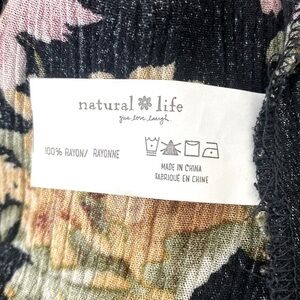 natural life
give.love.laugh.
100% RAYON/ RAYONNE
MADE IN CHINA
FABRIQUÉ EN CHINE